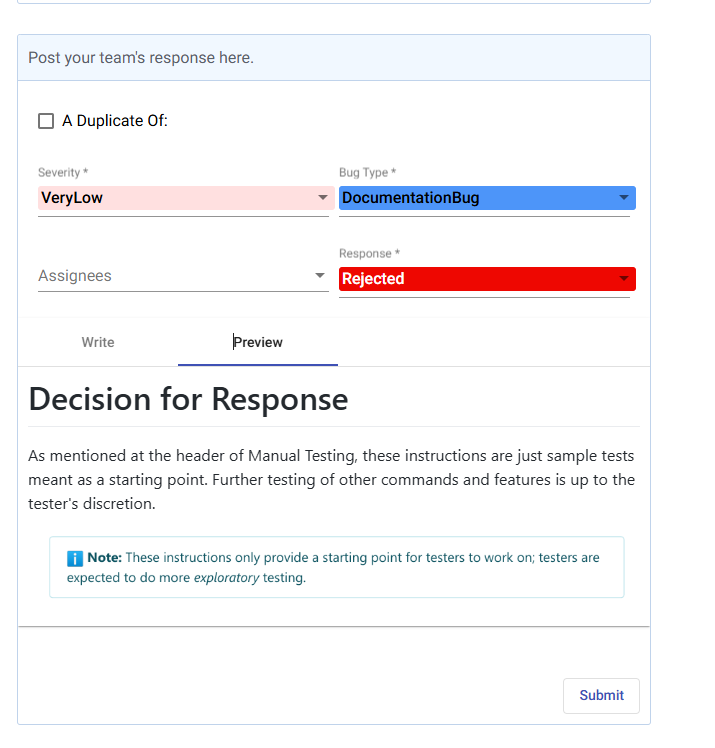 Post your team's response here.
A Duplicate Of:
Severity *
Bug Type *
VeryLow
DocumentationBug
Response *
Assignees
Rejected
Write
Preview
Decision for Response
As mentioned at the header of Manual Testing, these instructions are just sample tests
meant as a starting point. Further testing of other commands and features is up to the
tester's discretion.
ℹ️ Note: These instructions only provide a starting point for testers to work on; testers are
expected to do more exploratory testing.
Submit